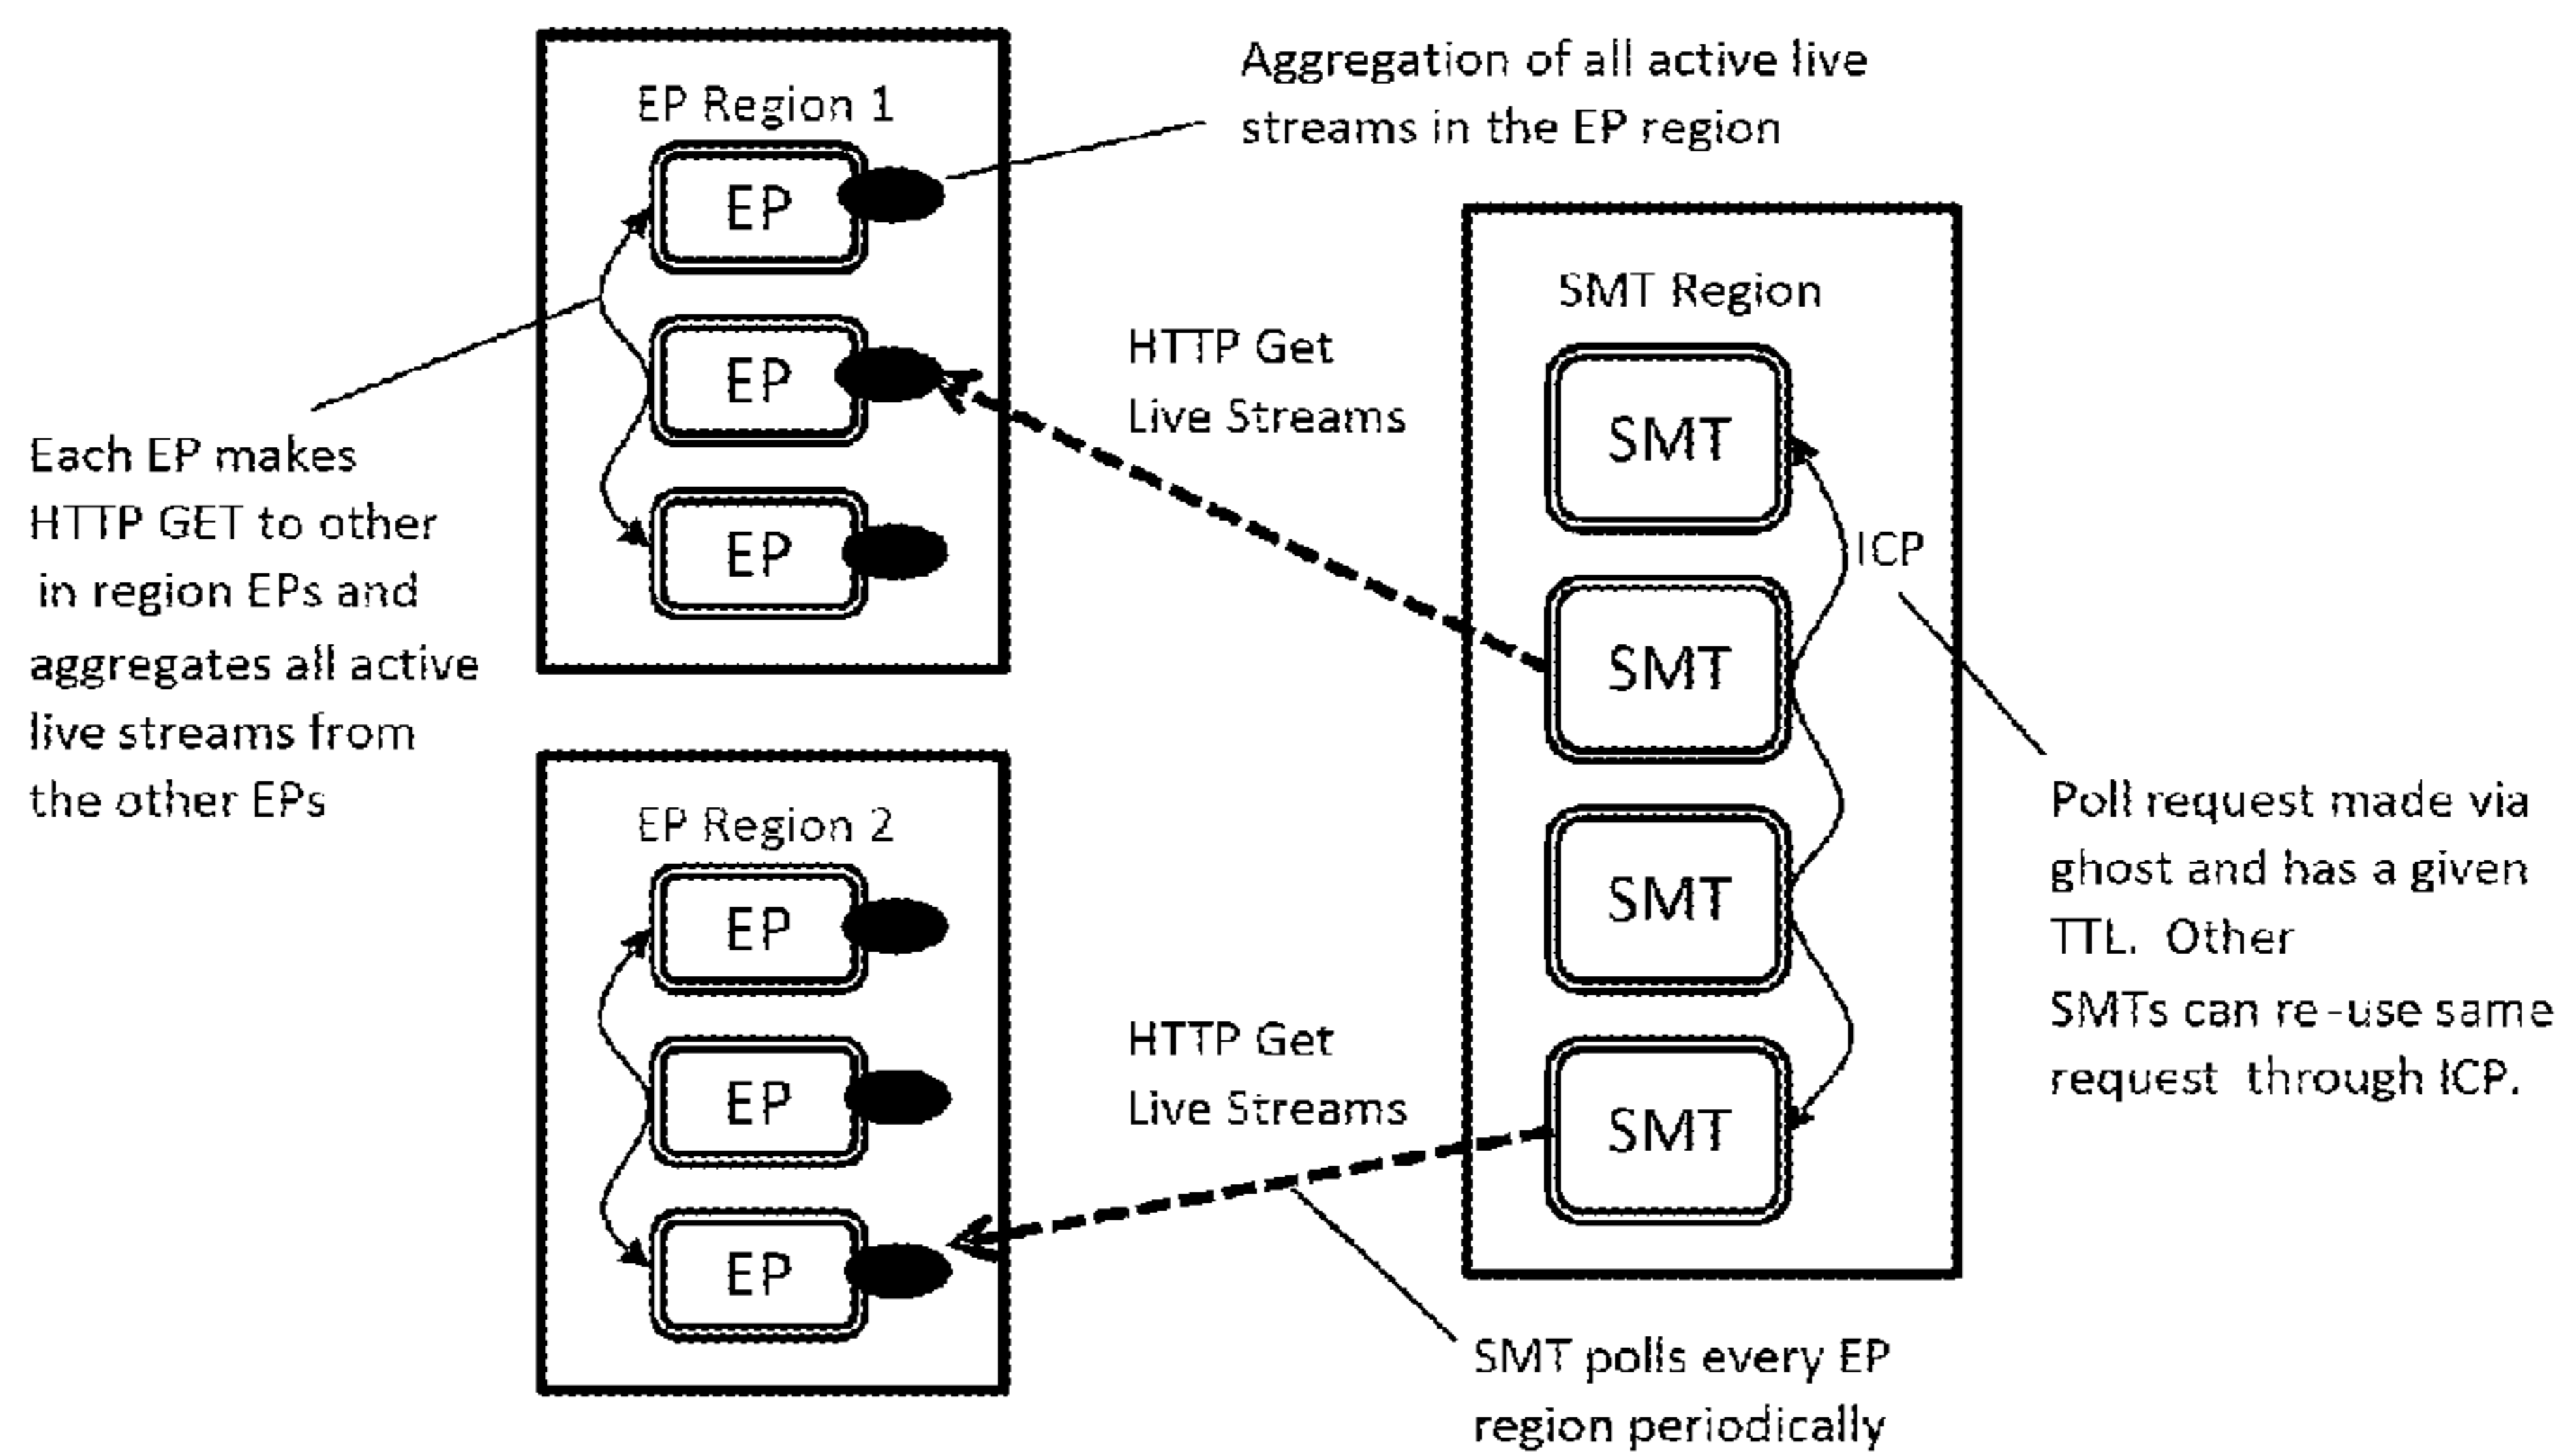 EP Region 1
EP
EP
EP
Aggregation of all active live
streams in the EP region
Each EP makes
HTTP GET to other
in region EPs and
aggregates all active
live streams from
the other EPs
HTTP Get
Live Streams
SMT Region
SMT
SMT
SMT
SMT
ICP
Poll request made via
ghost and has a given
TTL. Other
SMTs can re-use same
request through ICP.
EP Region 2
EP
EP
EP
HTTP Get
Live Streams
SMT polls every EP
region periodically